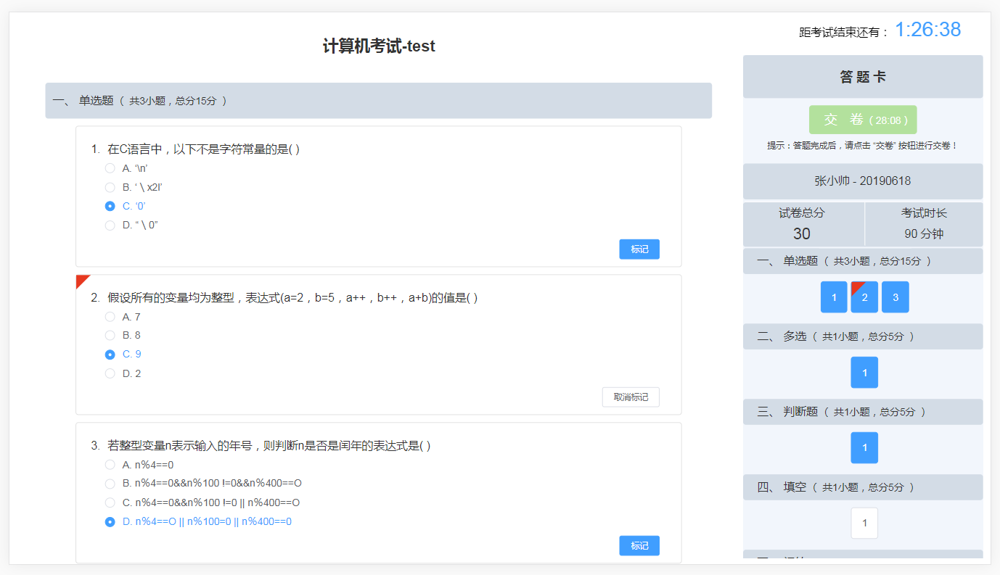 距考试结束还有： 1:26:38
计算机考试-test
一、 单选题（ 共3小题，总分15分 ）
1. 在C语言中，以下不是字符常量的是( )
A. ‘\n’
B. ‘ \ x2l’
C. ‘0’
D. “ \ 0”
标记
2. 假设所有的变量均为整型，表达式(a=2，b=5，a++，b++，a+b)的值是( )
A. 7
B. 8
C. 9
D. 2
取消标记
3. 若整型变量n表示输入的年号，则判断n是否是闰年的表达式是( )
A. n%4==0
B. n%4==0&&n%100 !=0&&n%400==O
C. n%4==0&&n%100 !=0 || n%400==O
D. n%4==O || n%100=0 || n%400==0
标记
答 题 卡
交 卷 ( 28:08 )
提示：答题完成后，请点击 “交卷” 按钮进行交卷！
张小帅 - 20190618
试卷总分 考试时长
30 90 分钟
一、 单选题（ 共3小题，总分15分 ）
1 2 3
二、 多选（ 共1小题，总分5分 ）
1
三、 判断题（ 共1小题，总分5分 ）
1
四、 填空（ 共1小题，总分5分 ）
1